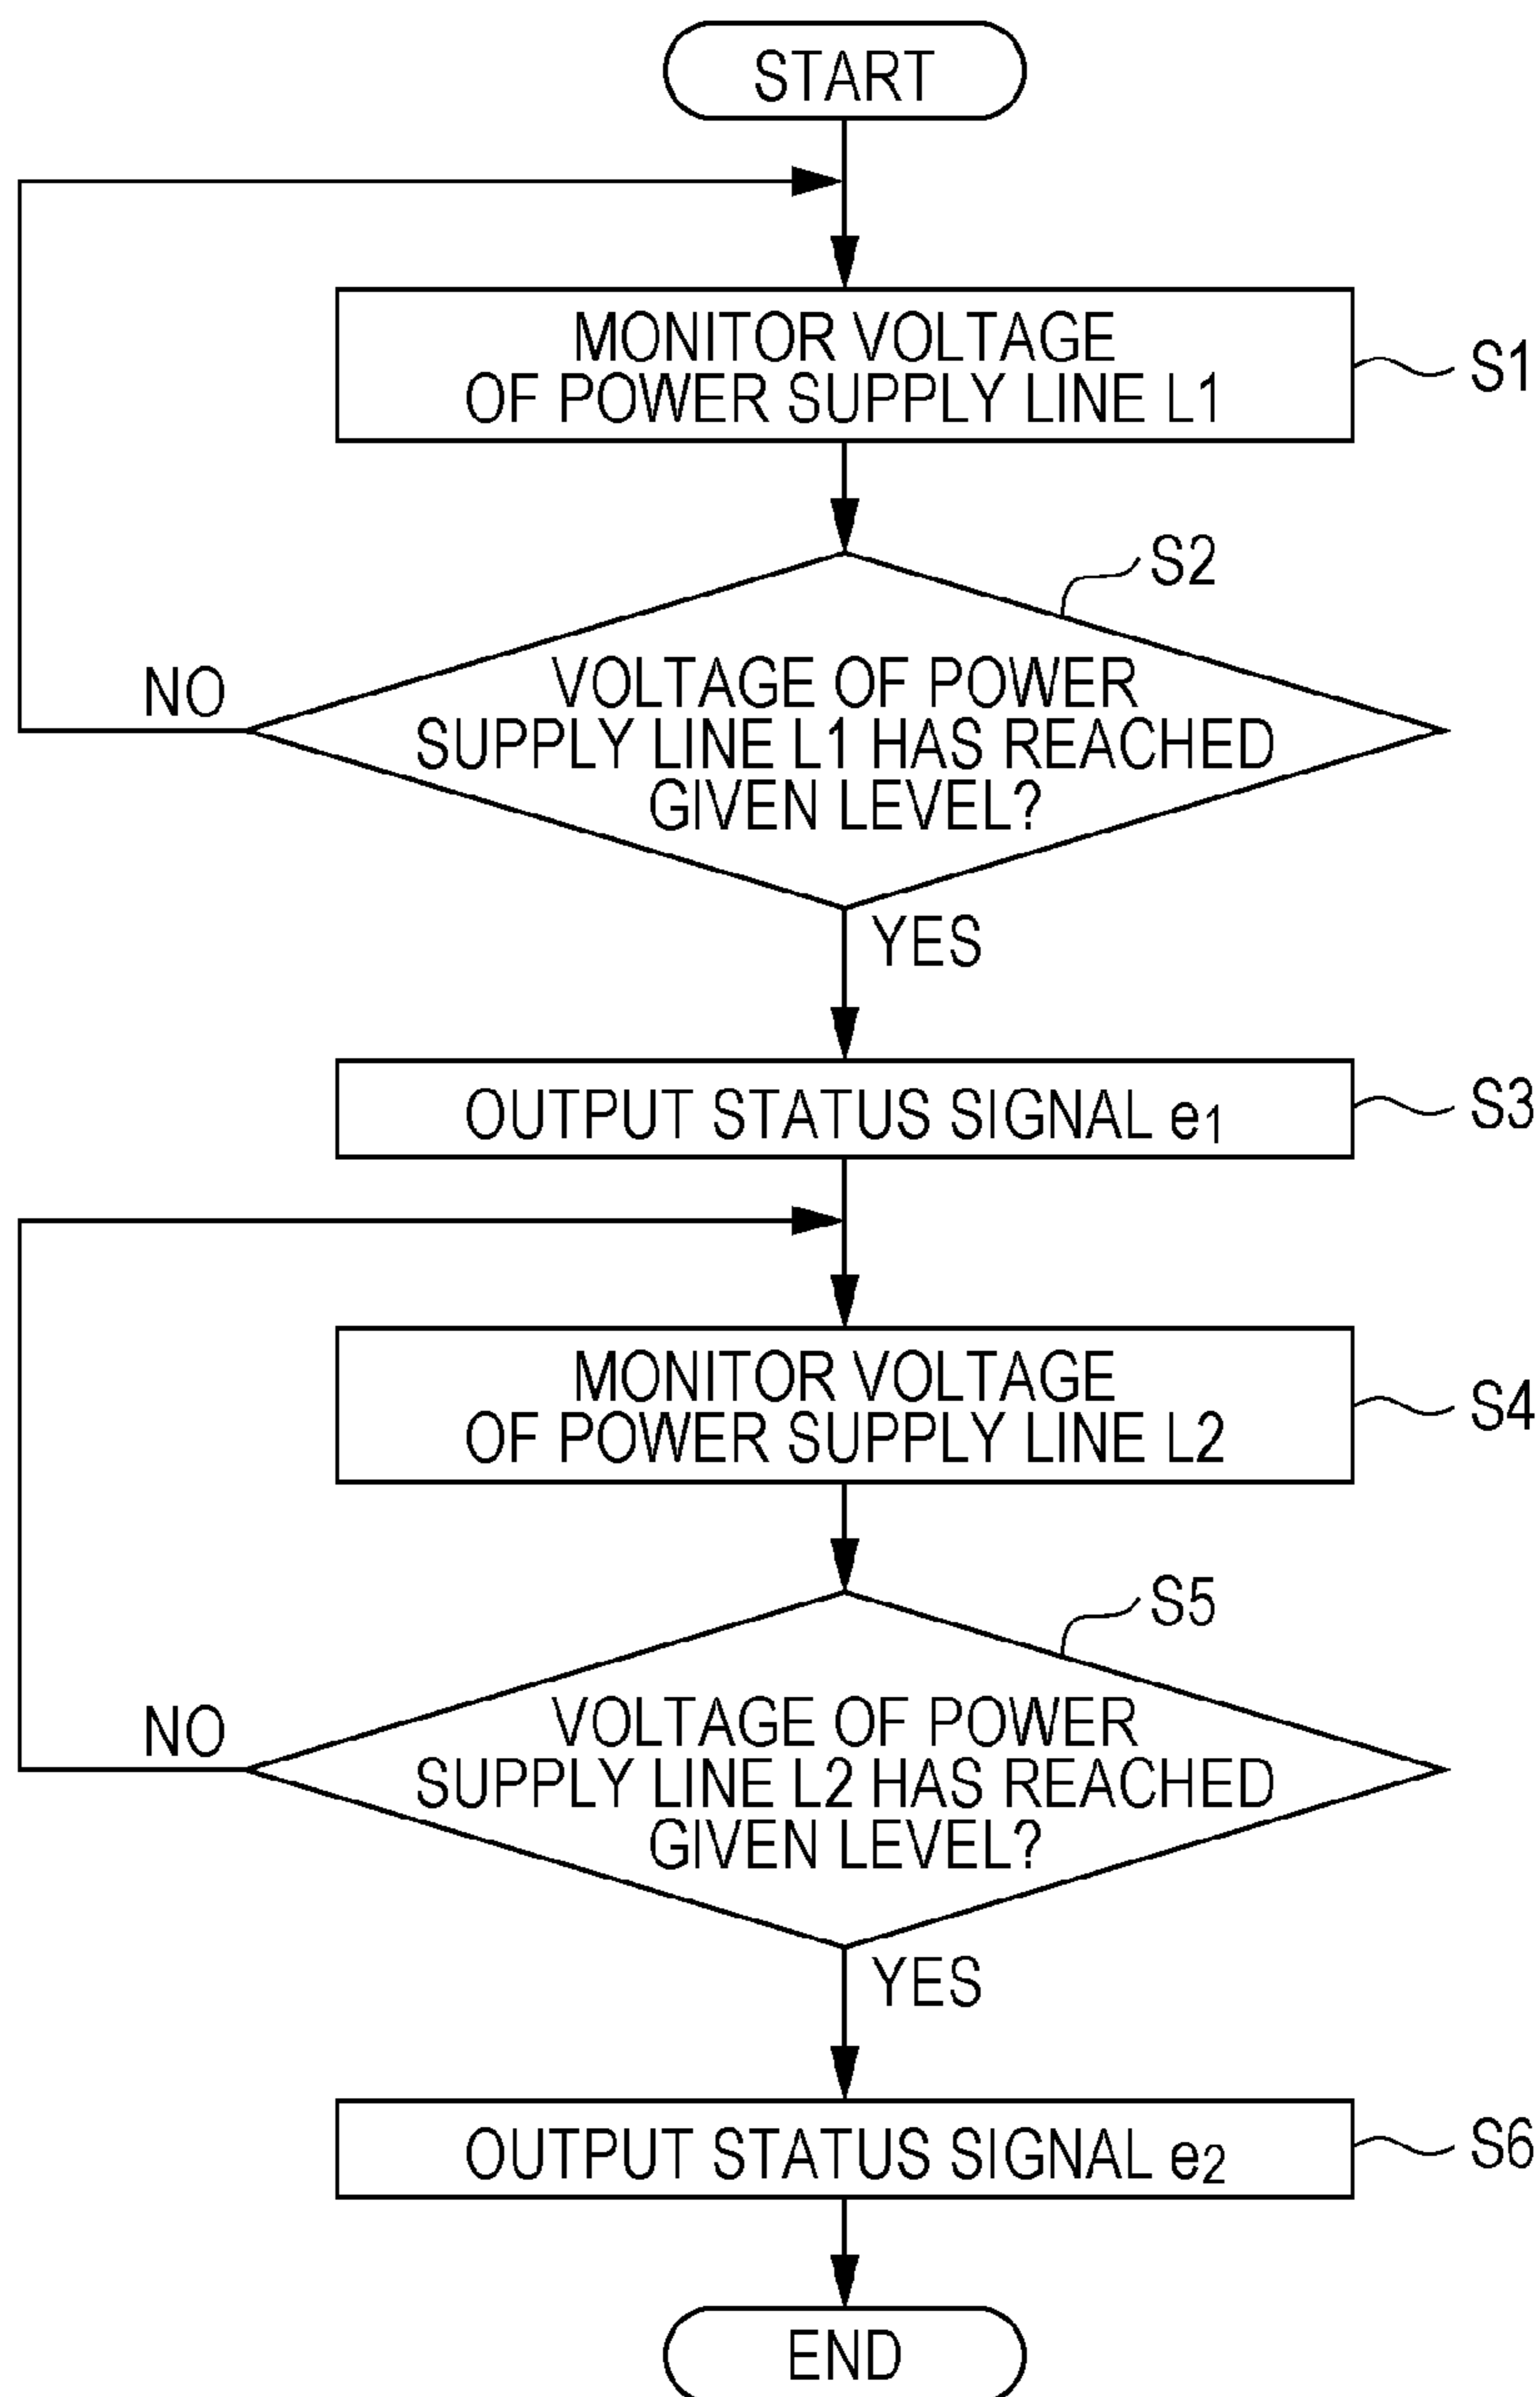 START
MONITOR VOLTAGE
OF POWER SUPPLY LINE L1
S1
S2
VOLTAGE OF POWER
SUPPLY LINE L1 HAS REACHED
GIVEN LEVEL?
NO
YES
OUTPUT STATUS SIGNAL e1
S3
MONITOR VOLTAGE
OF POWER SUPPLY LINE L2
S4
S5
VOLTAGE OF POWER
SUPPLY LINE L2 HAS REACHED
GIVEN LEVEL?
NO
YES
OUTPUT STATUS SIGNAL e2
S6
END